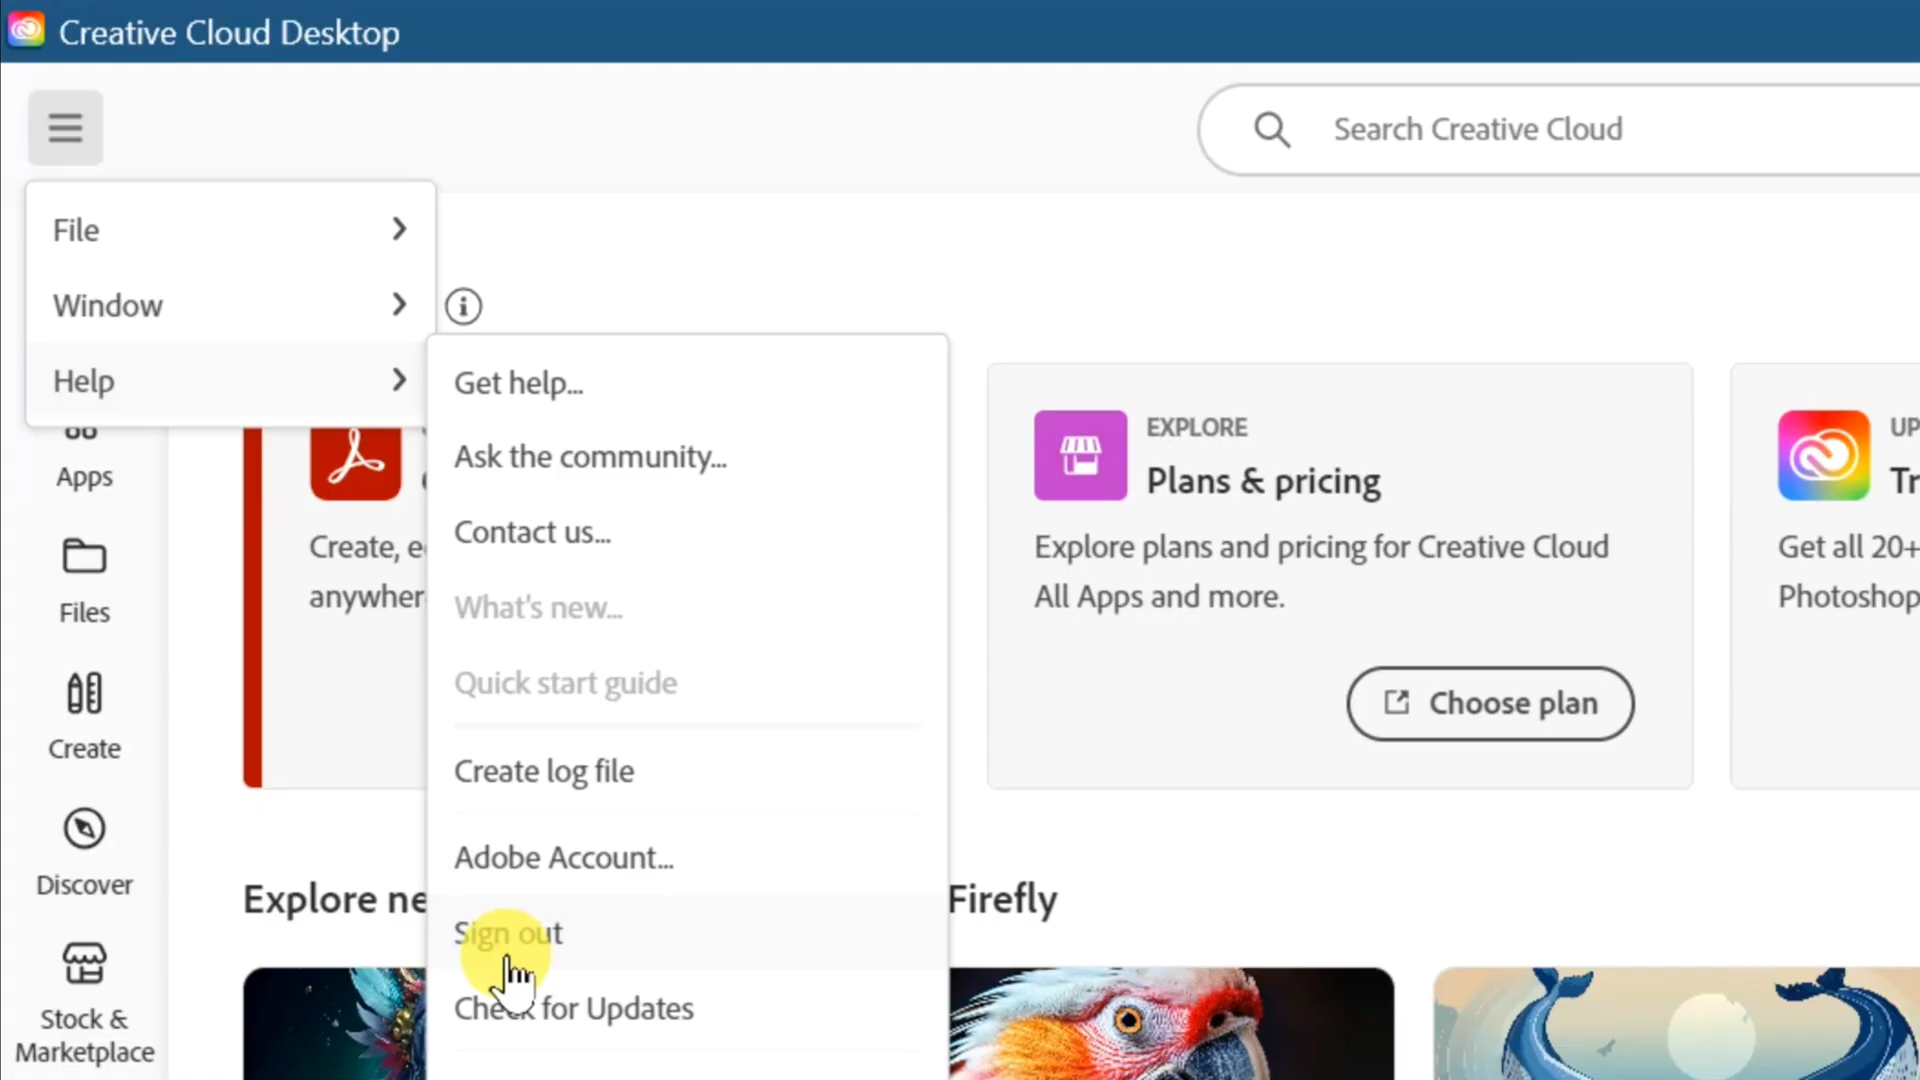 Creative Cloud Desktop
Search Creative Cloud
File
Window
Help
Get help...
Ask the community...
Contact us...
What's new...
Quick start guide
Create log file
Adobe Account...
Sign out
Check for Updates
Apps
Files
Create
Discover
Stock &
Marketplace
Create, e
anywher
EXPLORE
Plans & pricing
Explore plans and pricing for Creative Cloud
All Apps and more.
Choose plan
UP
Tr
Get all 20+
Photoshop
Explore ne
Firefly